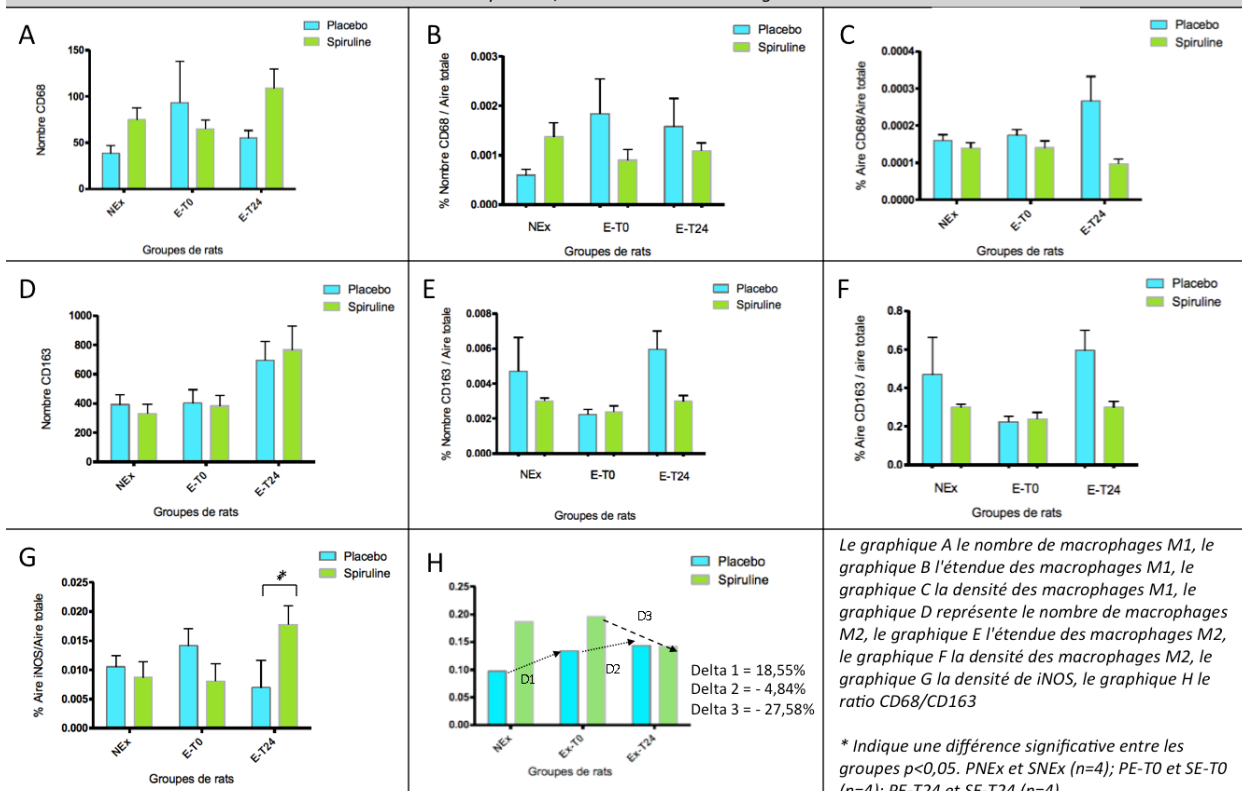 A
Placebo
Spiruline
Nombre CD68
150
100
50
0
NEx
E-T0
E-T24
Groupes de rats
B
Placebo
Spiruline
% Nombre CD68 / Aire totale
0.003
0.002
0.001
0.000
NEx
E-T0
E-T24
Groupes de rats
C
Placebo
Spiruline
% Aire CD68/Aire totale
0.0004
0.0003
0.0002
0.0001
0.0000
NEx
E-T0
E-T24
Groupes de rats
D
Placebo
Spiruline
Nombre CD163
1000
800
600
400
200
0
NEx
E-T0
E-T24
Groupes de rats
E
Placebo
Spiruline
% Nombre CD163 / Aire totale
0.008
0.006
0.004
0.002
0.000
NEx
E-T0
E-T24
Groupes de rats
F
Placebo
Spiruline
% Aire CD163 / aire totale
0.8
0.6
0.4
0.2
0.0
NEx
E-T0
E-T24
Groupes de rats
G
Placebo
Spiruline
% Aire iNOS/Aire totale
0.025
0.020
0.015
0.010
0.005
0.000
**
NEx
E-T0
E-T24
Groupes de rats
H
Placebo
Spiruline
0.25
0.20
0.15
0.10
0.05
0.00
D1
D2
D3
Delta 1 = 18,55%
Delta 2 = - 4,84%
Delta 3 = - 27,58%
NEx
Ex-T0
Ex-T24
Groupes de rats
Le graphique A le nombre de macrophages M1, le
graphique B l'étendue des macrophages M1, le
graphique C la densité des macrophages M1, le
graphique D représente le nombre de macrophages
M2, le graphique E l'étendue des macrophages M2,
le graphique F la densité des macrophages M2, le
graphique G la densité de iNOS, le graphique H le
ratio CD68/CD163
* Indique une différence significative entre les
groupes p<0,05. PNEx et SNEx (n=4); PE-T0 et SE-T0
(n=4); PE-T24 et SE-T24 (n=4)